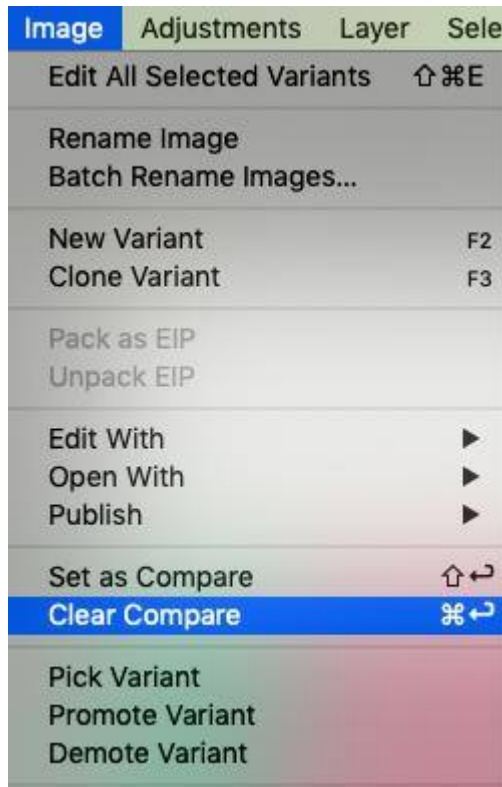 Image Adjustments Layer Sele
Edit All Selected Variants ⇧⌘E
Rename Image
Batch Rename Images...
New Variant F2
Clone Variant F3
Pack as EIP
Unpack EIP
Edit With ▶
Open With ▶
Publish ▶
Set as Compare ⇧↩
Clear Compare ⌘↩
Pick Variant
Promote Variant
Demote Variant